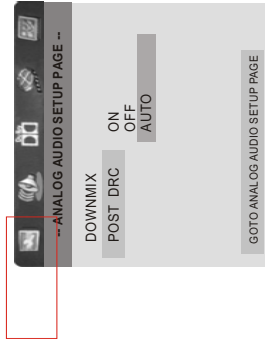 -- ANALOG AUDIO SETUP PAGE --
DOWNMIX
POST DRC
ON
OFF
AUTO
GOTO ANALOG AUDIO SETUP PAGE